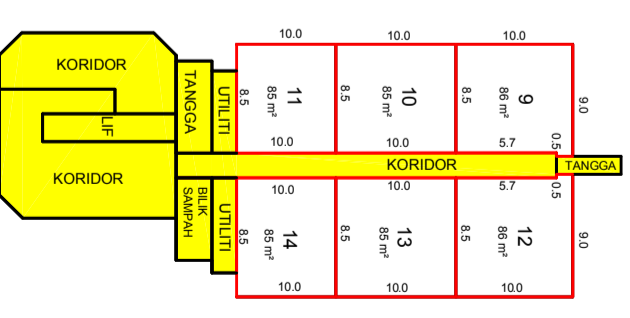 10.0
10.0
10.0
KORIDOR
TANGGA
UTILITI
8.5
11
85 m²
8.5
10
85 m²
8.5
9
86 m²
9.0
LIF
10.0
10.0
5.7
0.5
KORIDOR
TANGGA
KORIDOR
10.0
10.0
5.7
0.5
BILIK
SAMPAH
UTILITI
8.5
14
85 m²
8.5
13
85 m²
8.5
12
86 m²
9.0
10.0
10.0
10.0